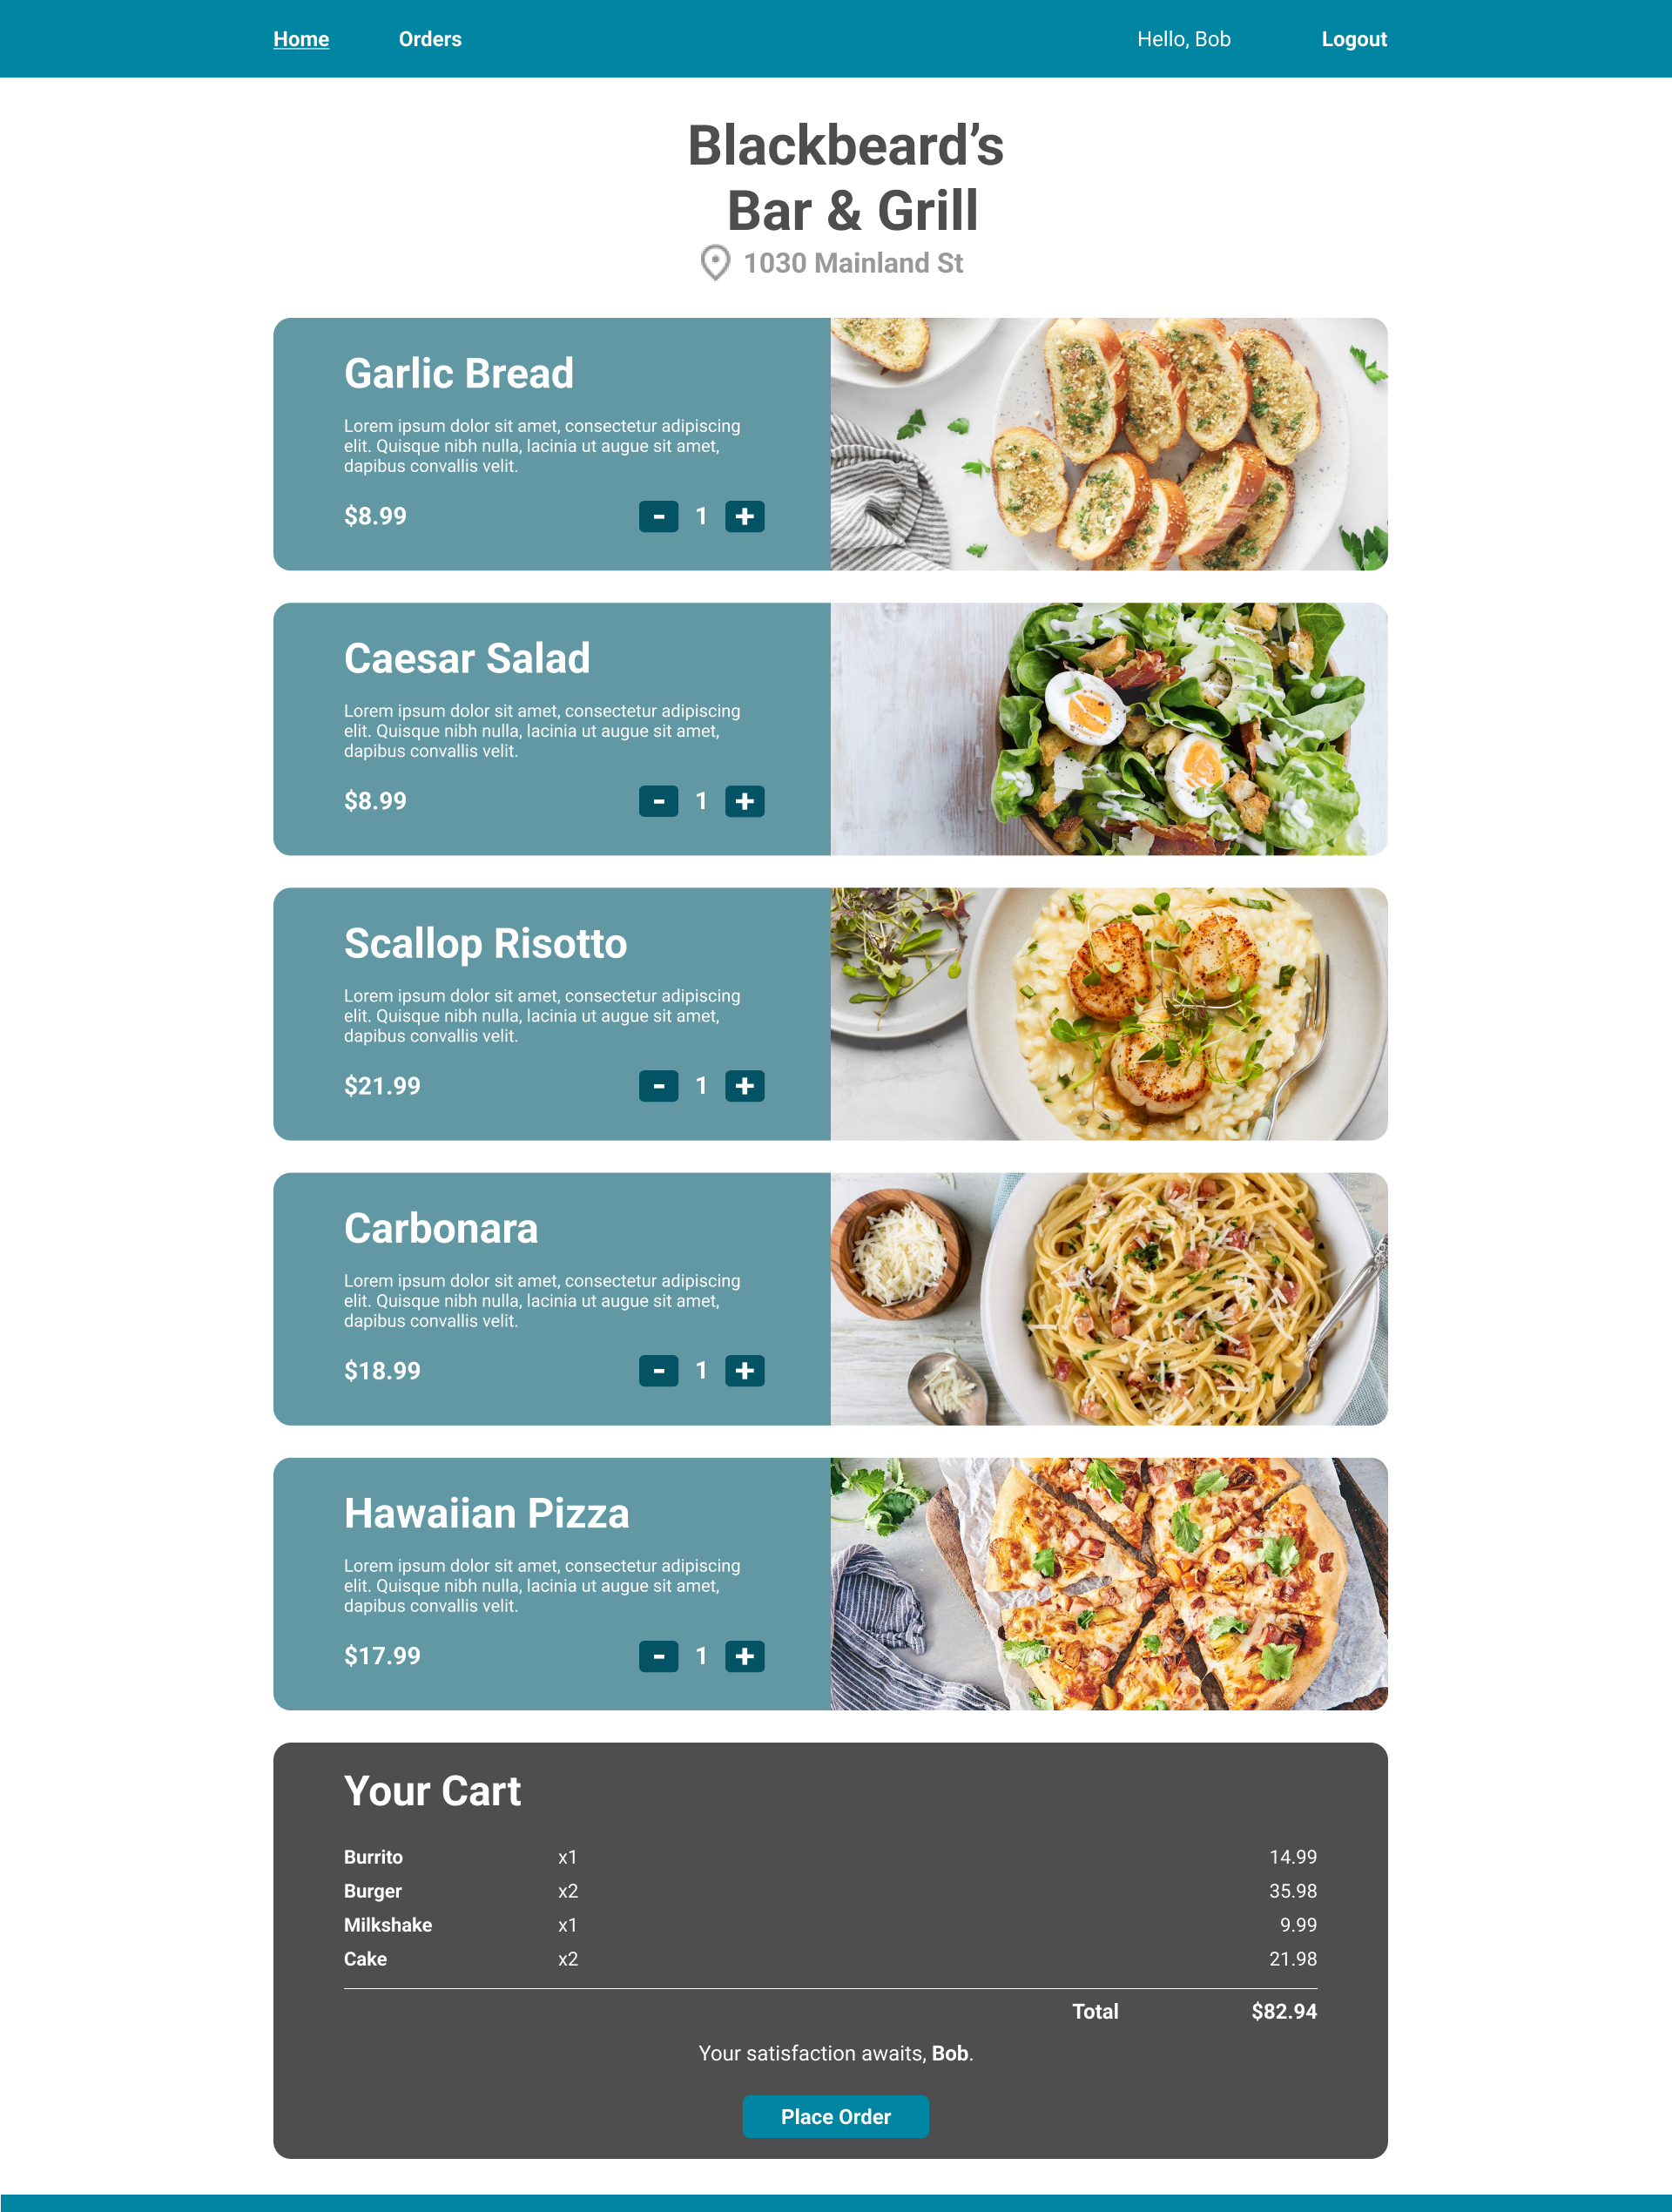 Home Orders Hello, Bob Logout
Blackbeard’s
Bar & Grill
1030 Mainland St
Garlic Bread
Lorem ipsum dolor sit amet, consectetur adipiscing
elit. Quisque nibh nulla, lacinia ut augue sit amet,
dapibus convallis velit.
$8.99 - 1 +
Caesar Salad
Lorem ipsum dolor sit amet, consectetur adipiscing
elit. Quisque nibh nulla, lacinia ut augue sit amet,
dapibus convallis velit.
$8.99 - 1 +
Scallop Risotto
Lorem ipsum dolor sit amet, consectetur adipiscing
elit. Quisque nibh nulla, lacinia ut augue sit amet,
dapibus convallis velit.
$21.99 - 1 +
Carbonara
Lorem ipsum dolor sit amet, consectetur adipiscing
elit. Quisque nibh nulla, lacinia ut augue sit amet,
dapibus convallis velit.
$18.99 - 1 +
Hawaiian Pizza
Lorem ipsum dolor sit amet, consectetur adipiscing
elit. Quisque nibh nulla, lacinia ut augue sit amet,
dapibus convallis velit.
$17.99 - 1 +
Your Cart
Burrito x1 14.99
Burger x2 35.98
Milkshake x1 9.99
Cake x2 21.98
Total $82.94
Your satisfaction awaits, Bob.
Place Order